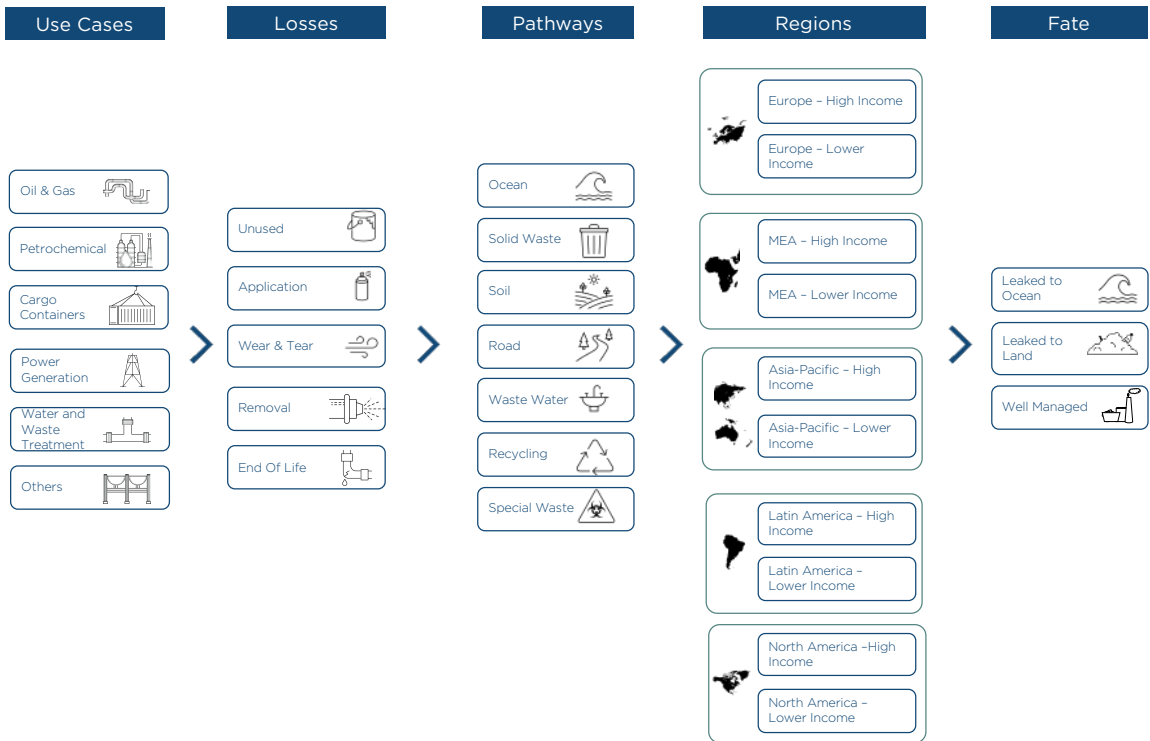 Use Cases
Losses
Pathways
Regions
Fate
Oil & Gas
Petrochemical
Cargo
Containers
Power
Generation
Water and
Waste
Treatment
Others
Unused
Application
Wear & Tear
Removal
End Of Life
Ocean
Solid Waste
Soil
Road
Waste Water
Recycling
Special Waste
Europe – High Income
Europe – Lower
Income
MEA – High Income
MEA – Lower Income
Asia-Pacific – High
Income
Asia-Pacific – Lower
Income
Latin America – High
Income
Latin America –
Lower Income
North America –High
Income
North America –
Lower Income
Leaked to
Ocean
Leaked to
Land
Well Managed